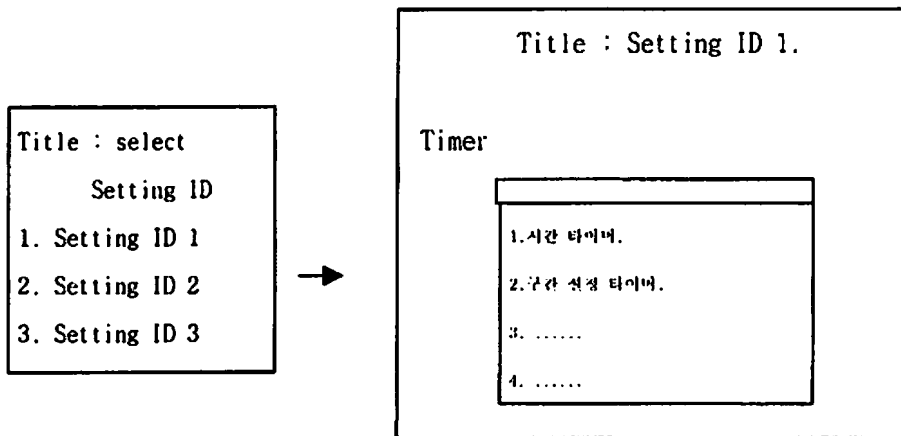 Title : select
Setting ID
1. Setting ID 1
2. Setting ID 2
3. Setting ID 3
Title : Setting ID 1.
Timer
1.시간 타이머.
2.구간 설정 타이머.
3. ......
4. ......